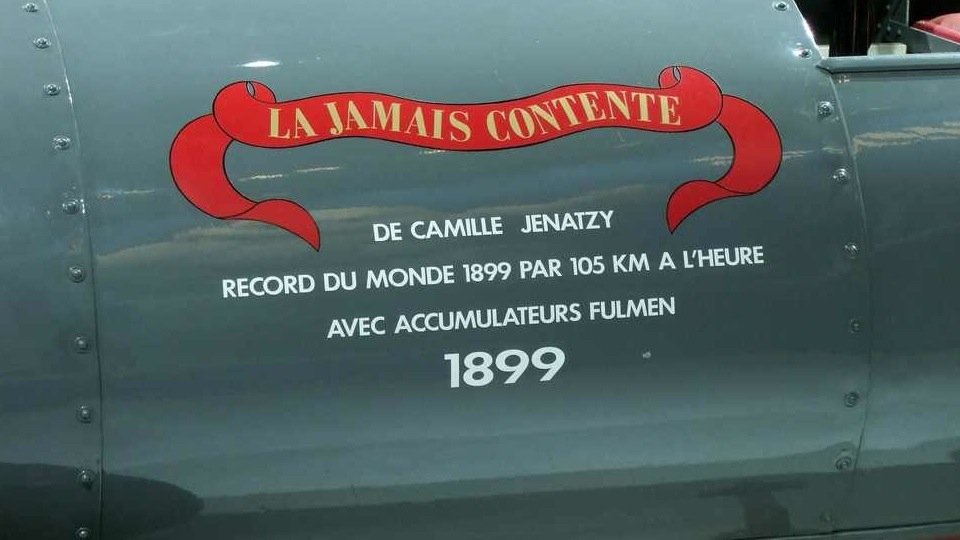 LA JAMAIS CONTENTE
DE CAMILLE JENATZY
RECORD DU MONDE 1899 PAR 105 KM A L'HEURE
AVEC ACCUMULATEURS FULMEN
1899